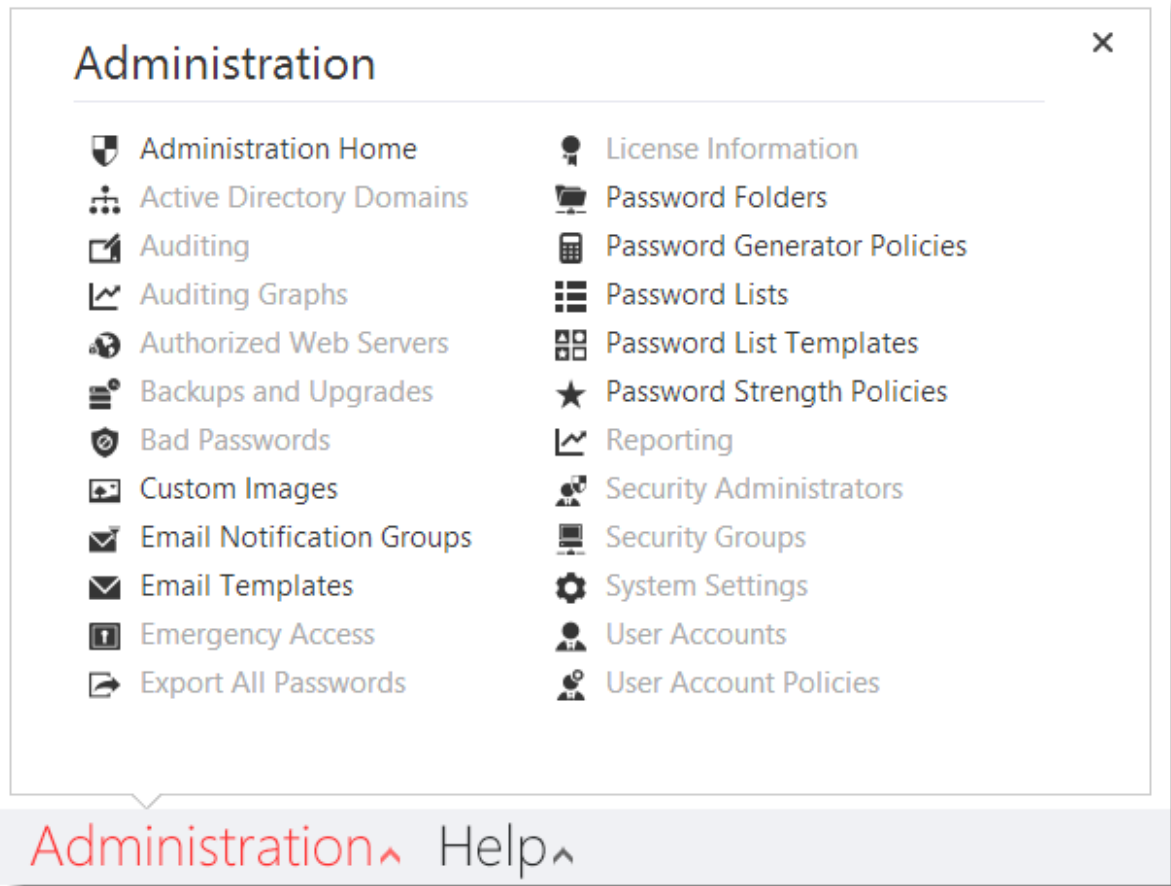 Administration
Administration Home
Active Directory Domains
Auditing
Auditing Graphs
Authorized Web Servers
Backups and Upgrades
Bad Passwords
Custom Images
Email Notification Groups
Email Templates
Emergency Access
Export All Passwords
License Information
Password Folders
Password Generator Policies
Password Lists
Password List Templates
Password Strength Policies
Reporting
Security Administrators
Security Groups
System Settings
User Accounts
User Account Policies
Administration Help